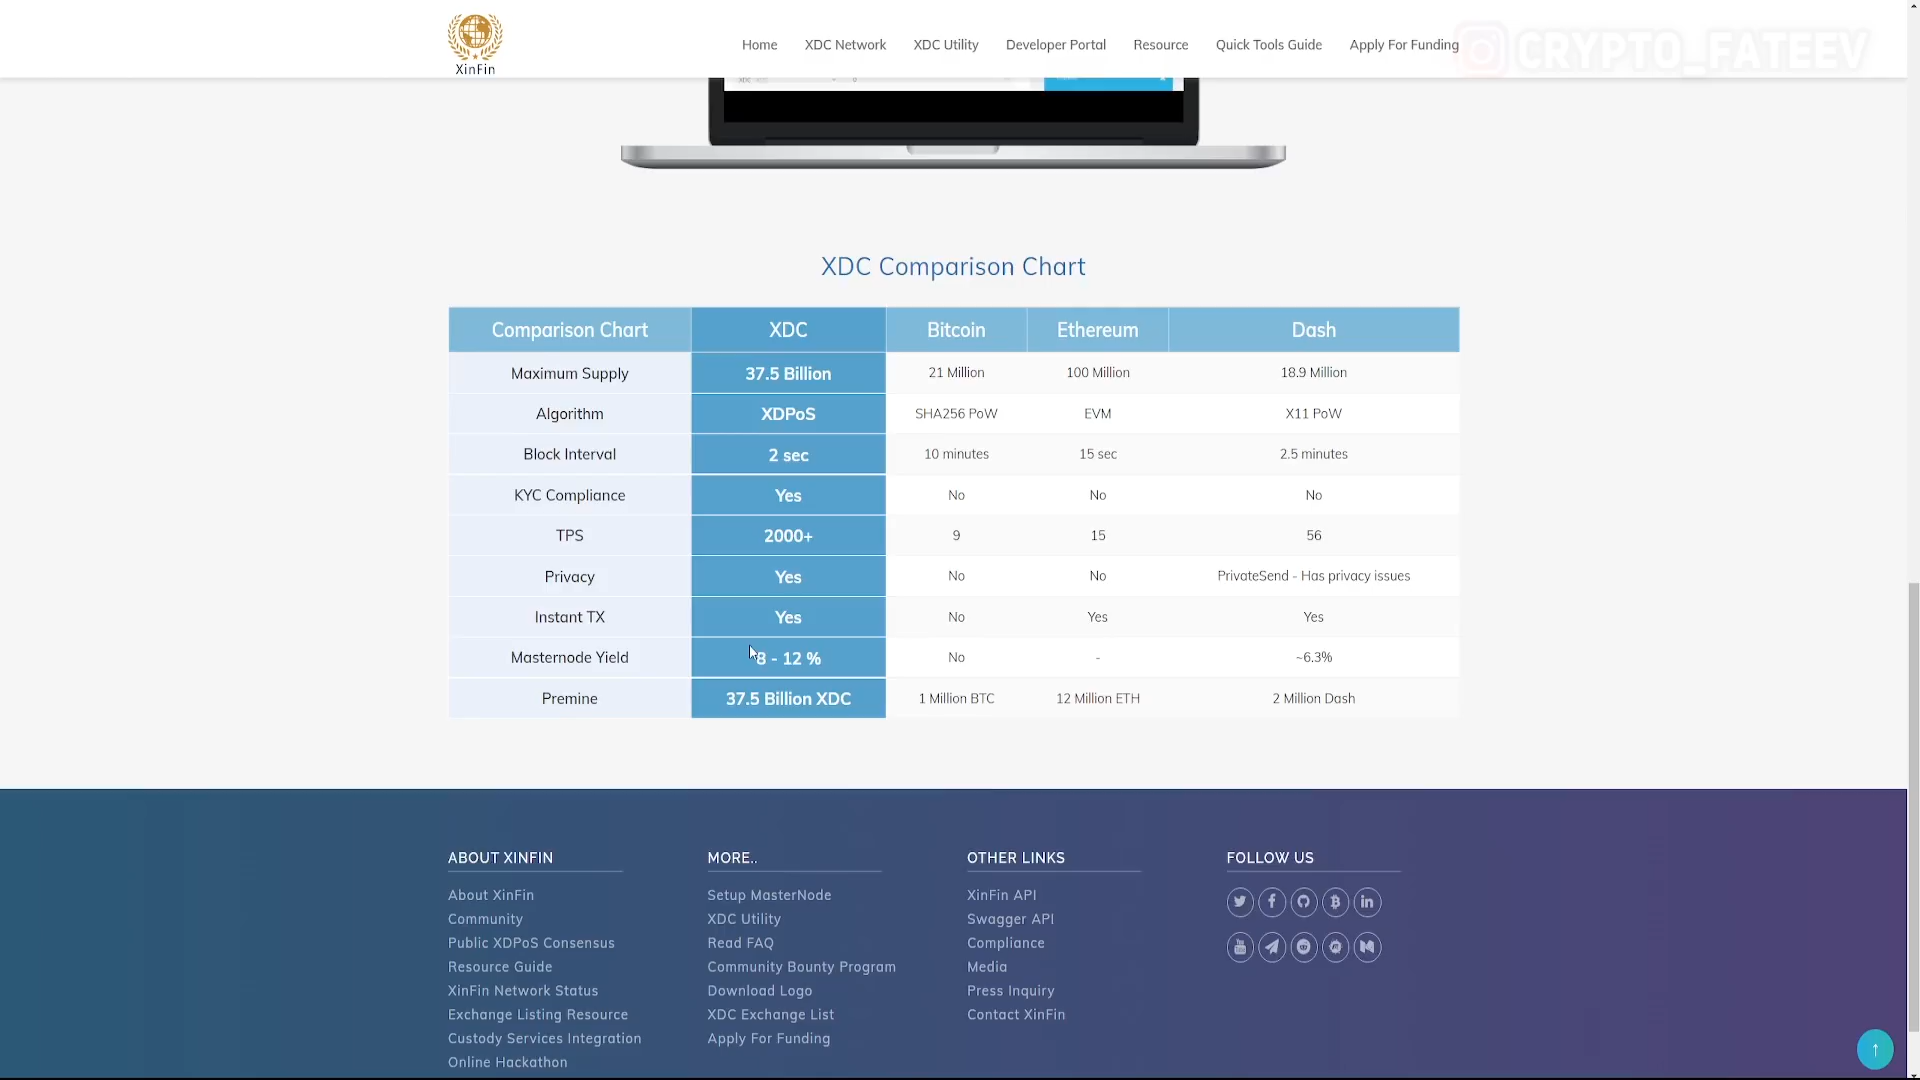 XinFin
Home XDC Network XDC Utility Developer Portal Resource Quick Tools Guide Apply For Funding
CRYPTO_FATEEV
XDC Comparison Chart
Comparison Chart XDC Bitcoin Ethereum Dash
Maximum Supply 37.5 Billion 21 Million 100 Million 18.9 Million
Algorithm XDPoS SHA256 PoW EVM X11 PoW
Block Interval 2 sec 10 minutes 15 sec 2.5 minutes
KYC Compliance Yes No No No
TPS 2000+ 9 15 56
Privacy Yes No No PrivateSend - Has privacy issues
Instant TX Yes No Yes Yes
Masternode Yield 8 - 12 % No - ~6.3%
Premine 37.5 Billion XDC 1 Million BTC 12 Million ETH 2 Million Dash
ABOUT XINFIN
About XinFin
Community
Public XDPoS Consensus
Resource Guide
XinFin Network Status
Exchange Listing Resource
Custody Services Integration
Online Hackathon
MORE..
Setup MasterNode
XDC Utility
Read FAQ
Community Bounty Program
Download Logo
XDC Exchange List
Apply For Funding
OTHER LINKS
XinFin API
Swagger API
Compliance
Media
Press Inquiry
Contact XinFin
FOLLOW US